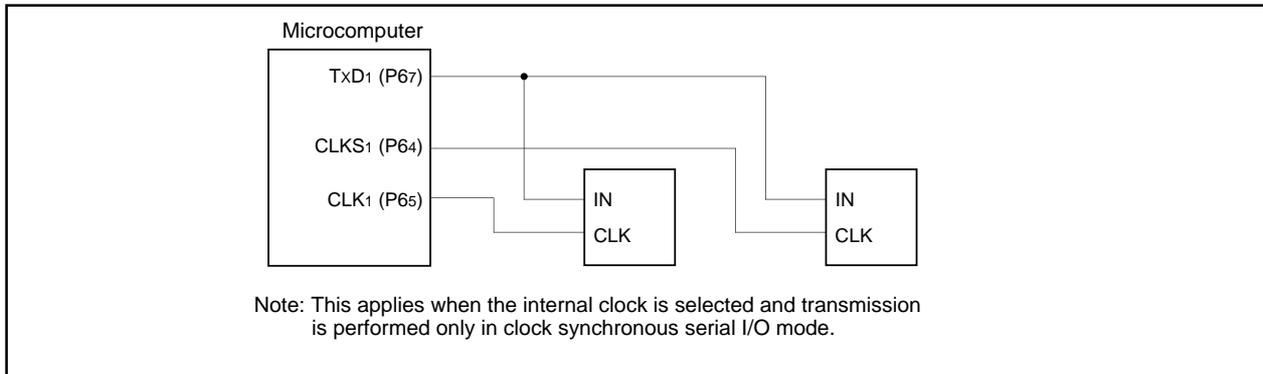 Microcomputer
TxD1 (P67)
CLKS1 (P64)
CLK1 (P65)
IN
CLK
IN
CLK
Note: This applies when the internal clock is selected and transmission
is performed only in clock synchronous serial I/O mode.